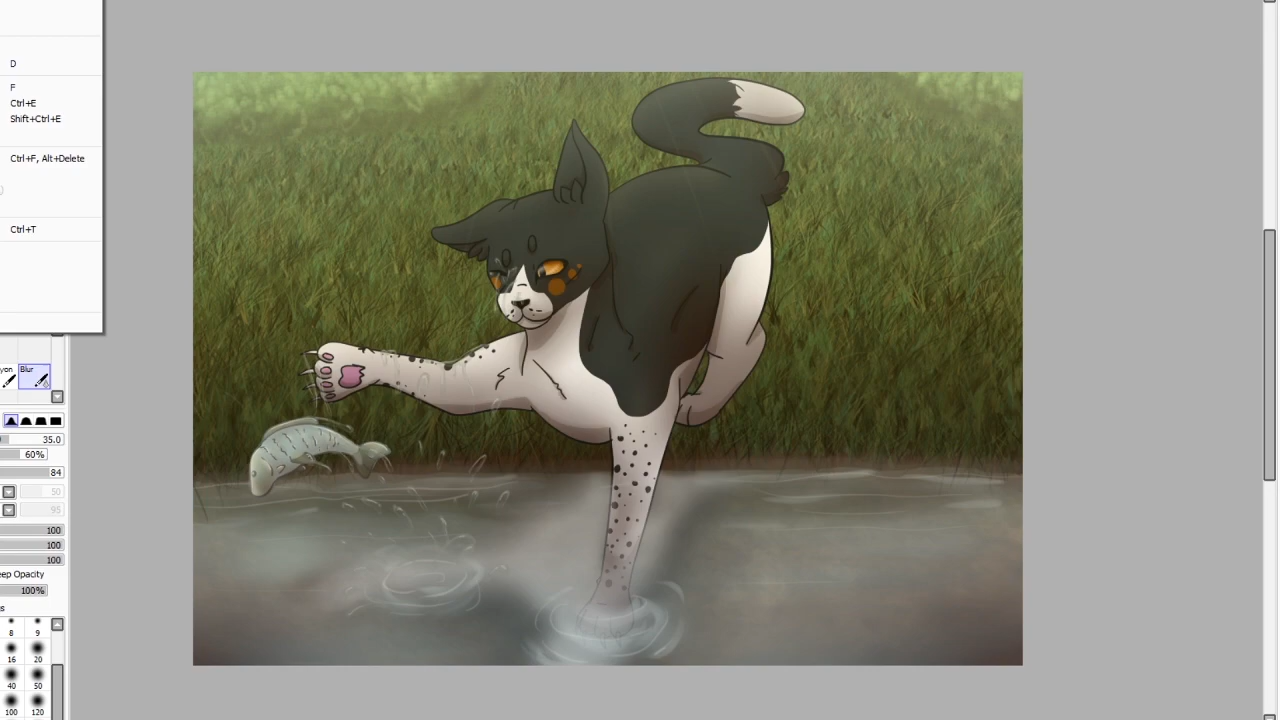 D
F
Ctrl+E
Shift+Ctrl+E
Ctrl+F, Alt+Delete
Ctrl+T
yon Blur
35.0
60%
84
50
95
100
100
100
eep Opacity
100%
s
8 9
16 20
40 50
100 120